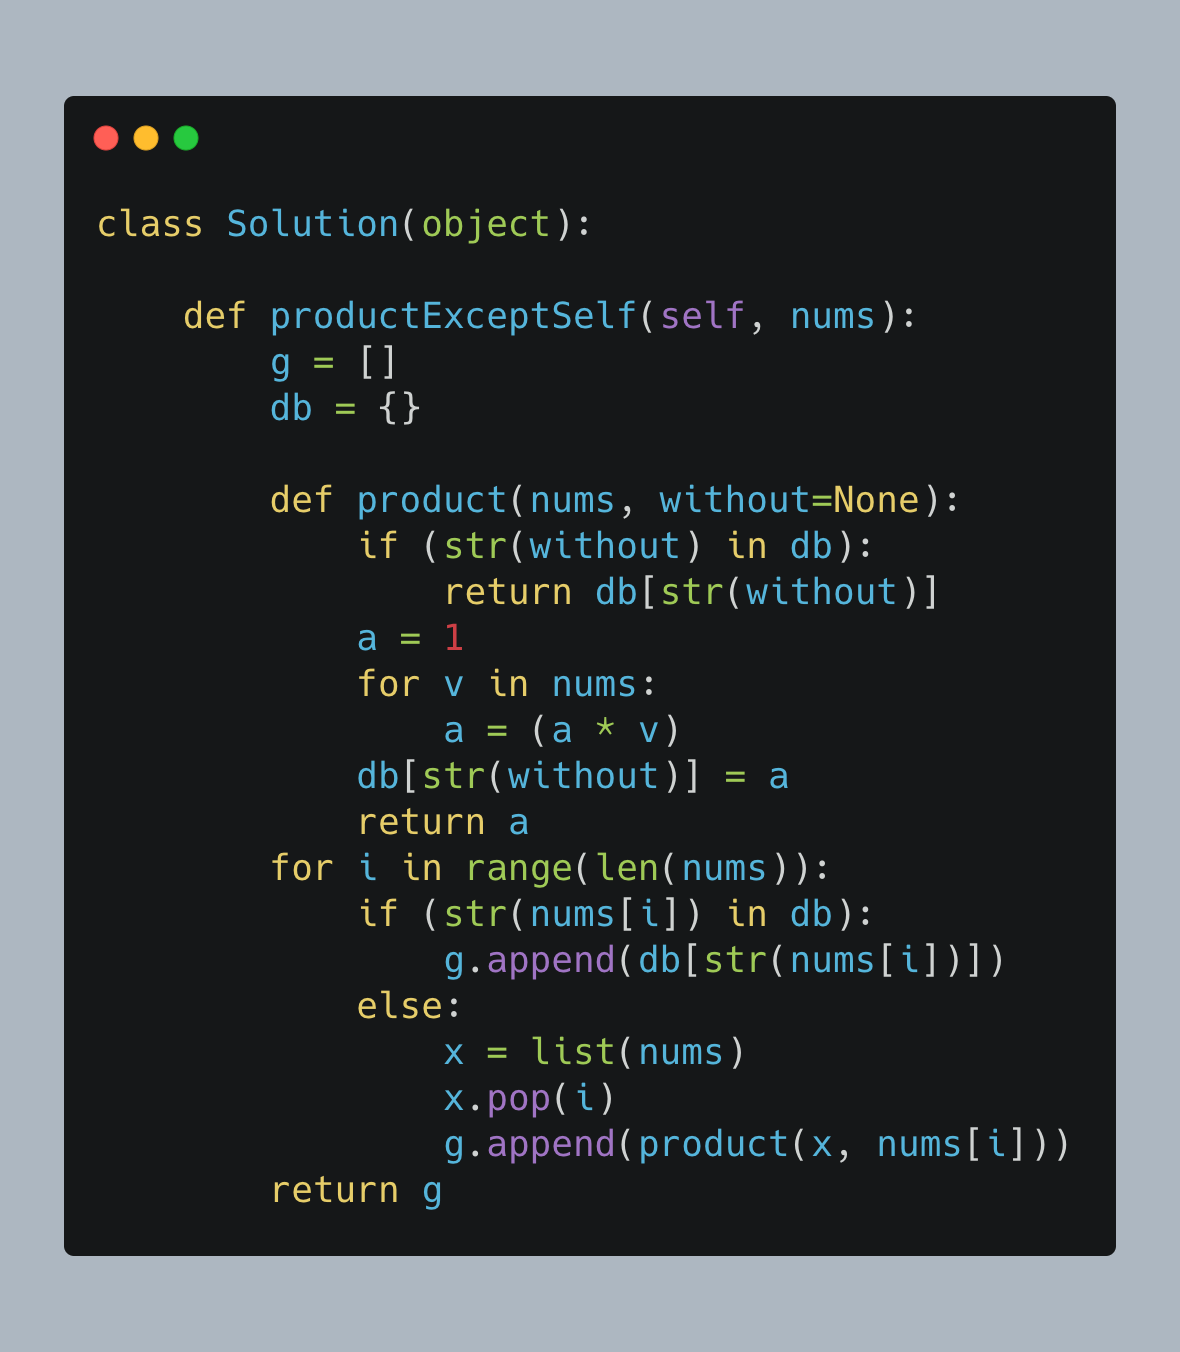 class Solution(object):

    def productExceptSelf(self, nums):
        g = []
        db = {}

        def product(nums, without=None):
            if (str(without) in db):
                return db[str(without)]
            a = 1
            for v in nums:
                a = (a * v)
            db[str(without)] = a
            return a
        for i in range(len(nums)):
            if (str(nums[i]) in db):
                g.append(db[str(nums[i])])
            else:
                x = list(nums)
                x.pop(i)
                g.append(product(x, nums[i]))
        return g